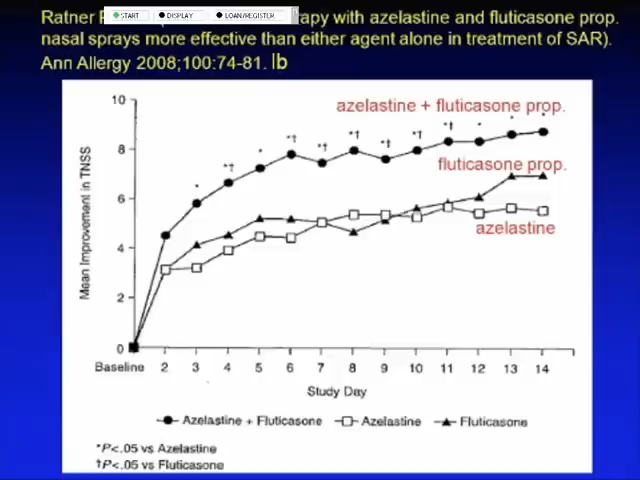 Ratner
START DISPLAY LOAN/REGISTER
rapy with azelastine and fluticasone prop.
nasal sprays more effective than either agent alone in treatment of SAR).
Ann Allergy 2008;100:74-81. Ib
azelastine + fluticasone prop.
fluticasone prop.
azelastine
Mean Improvement in TNSS
10
8
6
4
2
0
* *† * *† *† *† * *† *† * * *
Baseline 2 3 4 5 6 7 8 9 10 11 12 13 14
Study Day
Azelastine + Fluticasone Azelastine Fluticasone
*P<.05 vs Azelastine
†P<.05 vs Fluticasone